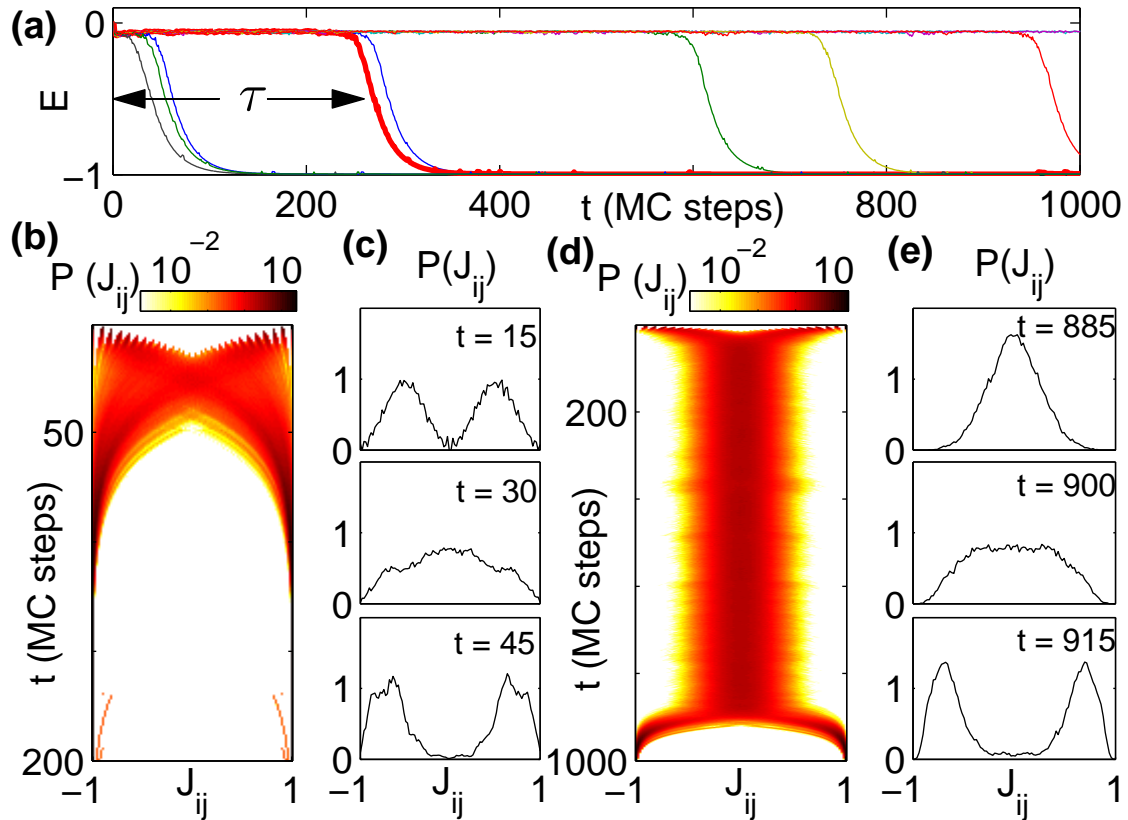 (a)
0
E
τ
−1
0 200 400 600 800 1000
t (MC steps)
(b) (c) (d) (e)
P (J_ij) 10^−2 10
P(J_ij)
P (J_ij) 10^−2 10
P(J_ij)
t (MC steps)
50
200
−1 J_ij 1
t = 15
1
0
t = 30
1
0
t = 45
1
0
−1 J_ij 1
t (MC steps)
200
1000
−1 J_ij 1
t = 885
1
0
t = 900
1
0
t = 915
1
0
−1 J_ij 1